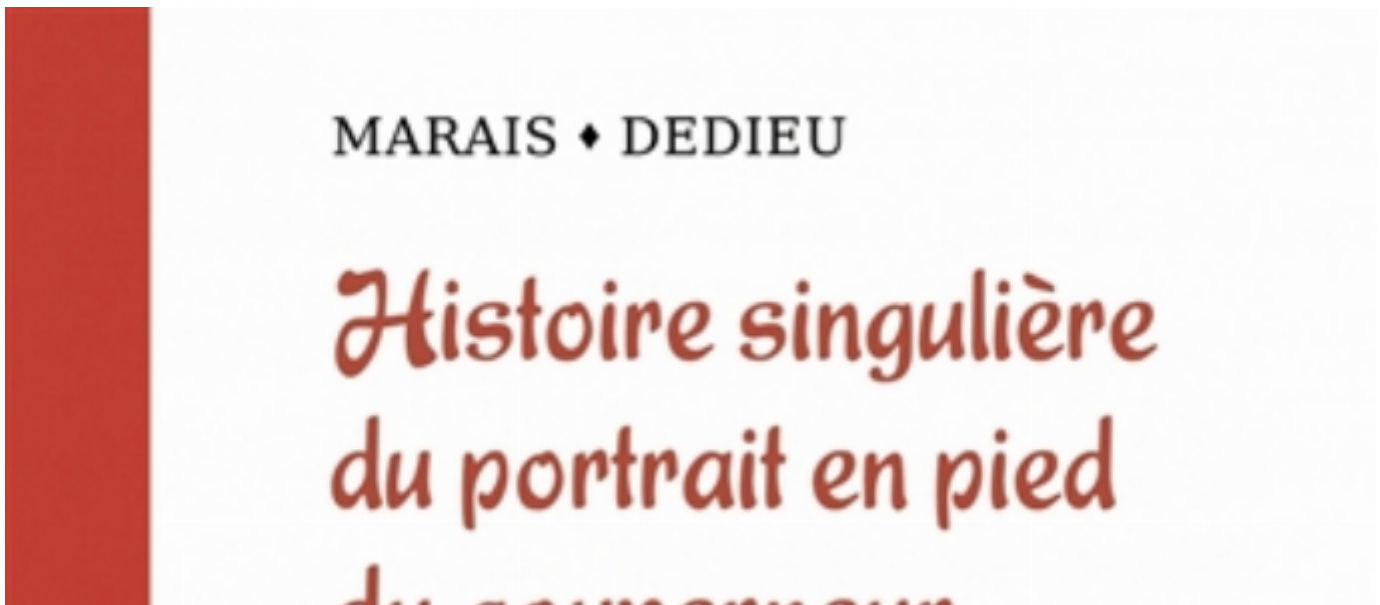 MARAIS ♦ DEDIEU
Histoire singulière
du portrait en pied